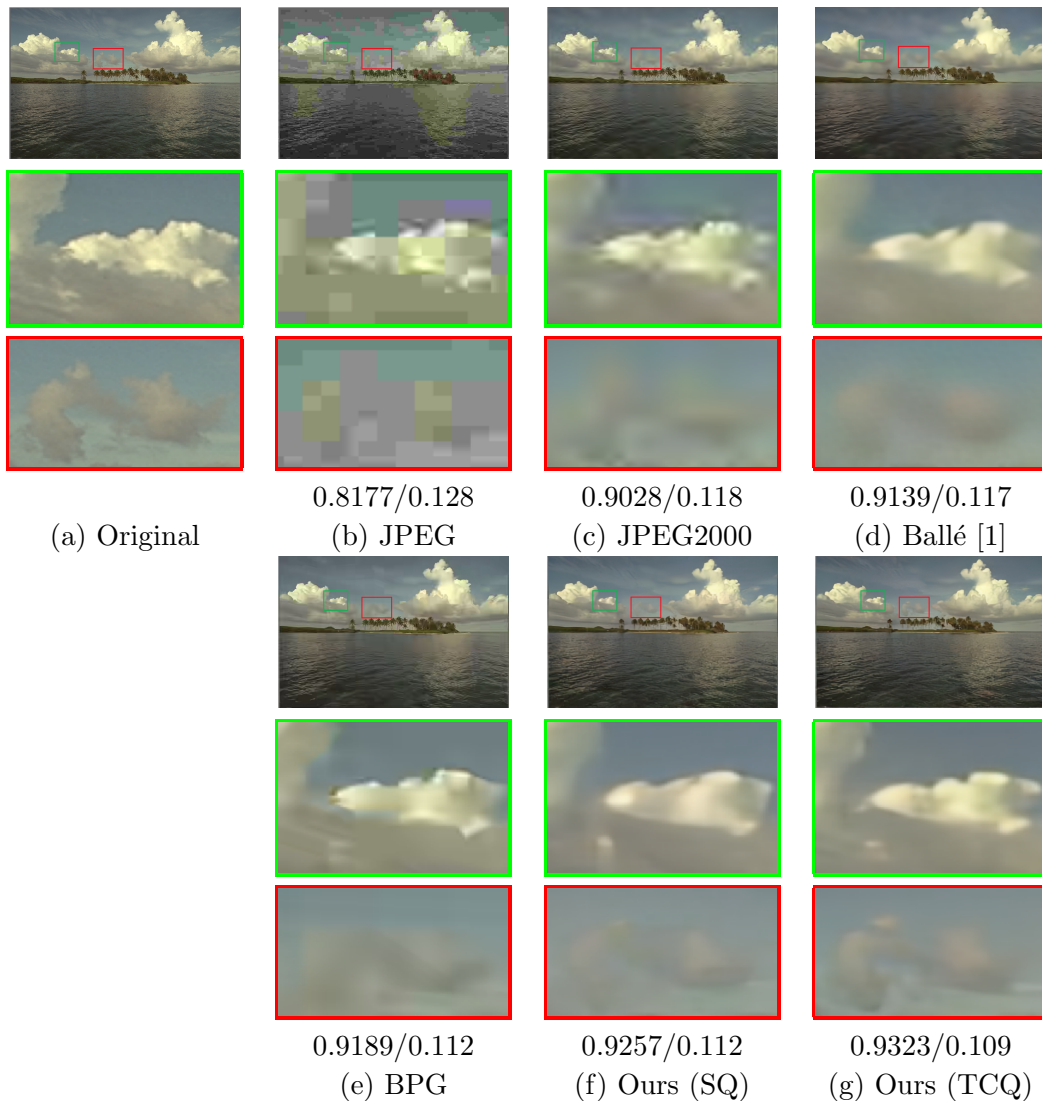 0.8177/0.128
0.9028/0.118
0.9139/0.117
(a) Original
(b) JPEG
(c) JPEG2000
(d) Ballé [1]
0.9189/0.112
0.9257/0.112
0.9323/0.109
(e) BPG
(f) Ours (SQ)
(g) Ours (TCQ)